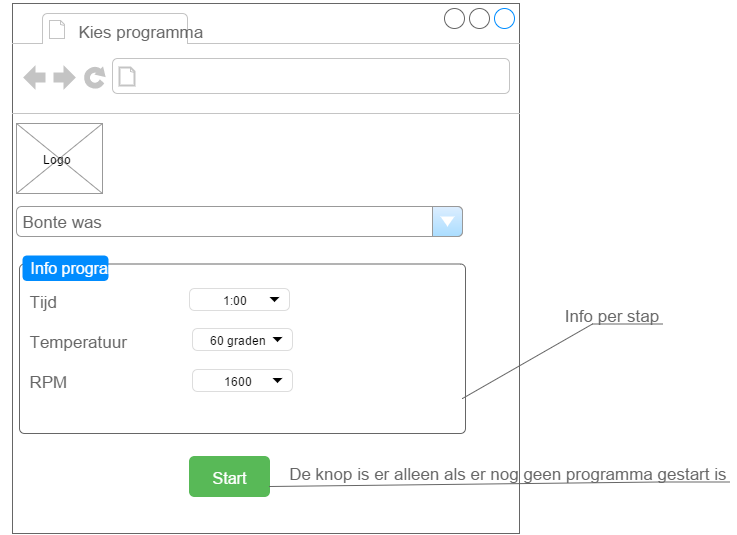 Kies programma
Logo
Bonte was
Info progra
Tijd 1:00
Info per stap
Temperatuur 60 graden
RPM 1600
Start De knop is er alleen als er nog geen programma gestart is